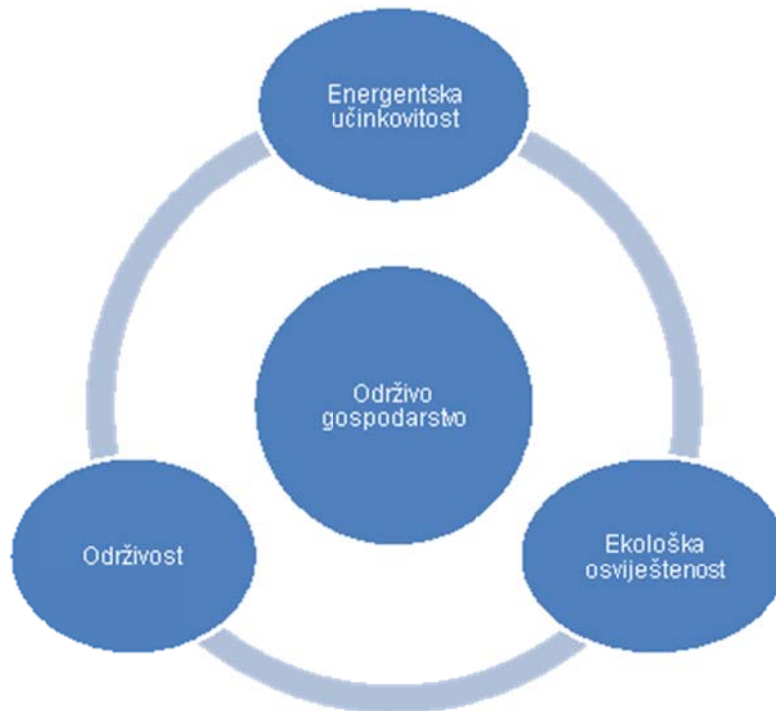 Energentska
učinkovitost
Održivo
gospodarstvo
Održivost
Ekološka
osviještenost